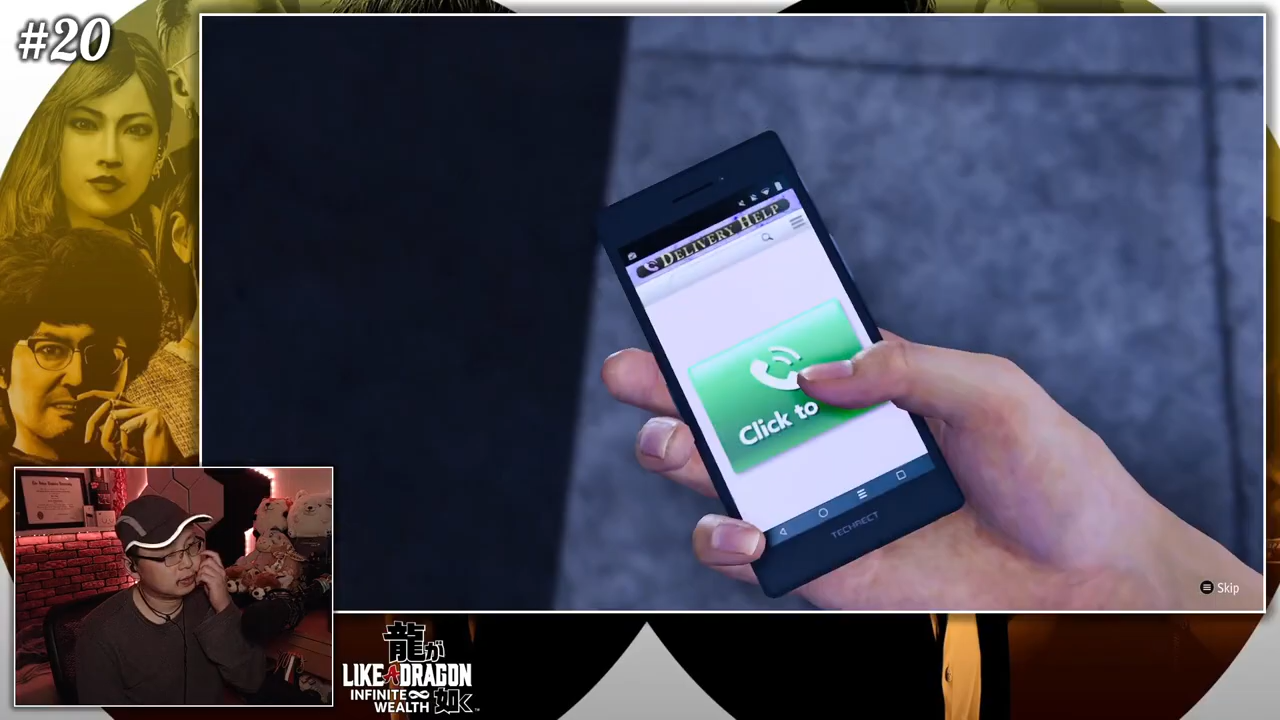 #20
DELIVERY HELP
Click to
TECHRECT
Skip
龍が
LIKE A DRAGON
INFINITE
WEALTH
如く